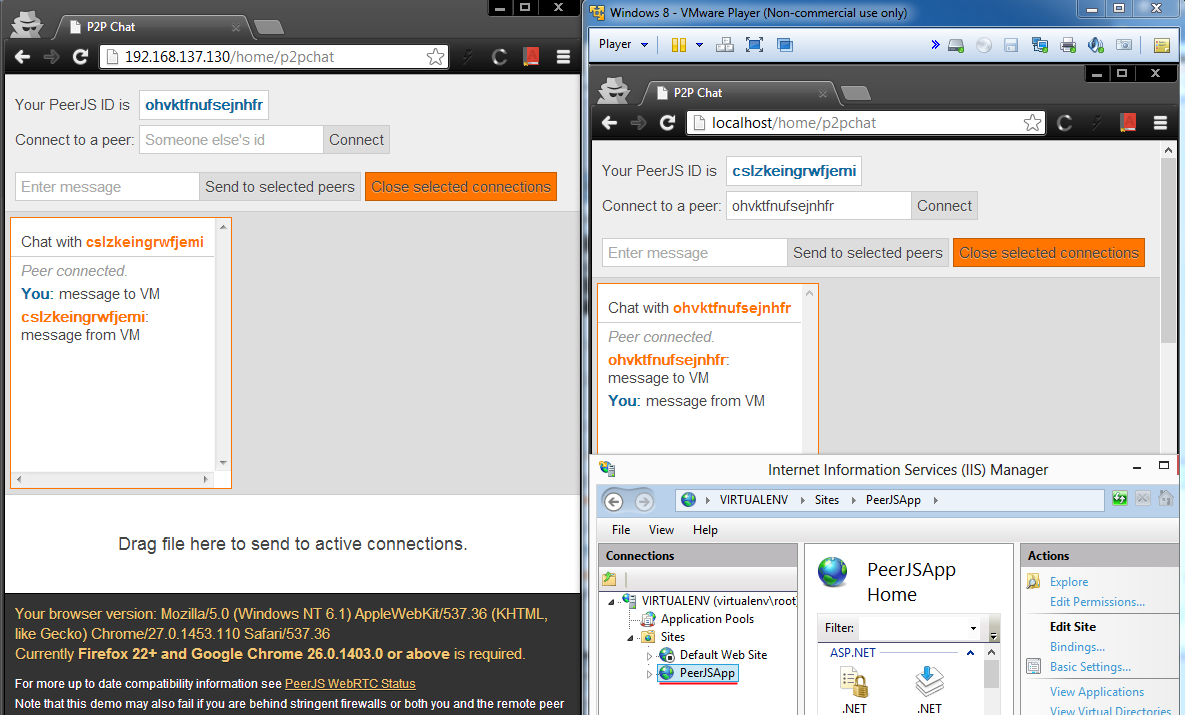 P2P Chat
192.168.137.130/home/p2pchat
Your PeerJS ID is ohvktfnufsejnhfr
Connect to a peer: Someone else's id Connect
Enter message Send to selected peers Close selected connections
Chat with cslzkeingrwfjemi
Peer connected.
You: message to VM
cslzkeingrwfjemi:
message from VM
Drag file here to send to active connections.
Your browser version: Mozilla/5.0 (Windows NT 6.1) AppleWebKit/537.36 (KHTML,
like Gecko) Chrome/27.0.1453.110 Safari/537.36
Currently Firefox 22+ and Google Chrome 26.0.1403.0 or above is required.
For more up to date compatibility information see PeerJS WebRTC Status
Note that this demo may also fail if you are behind stringent firewalls or both you and the remote peer
Windows 8 - VMware Player (Non-commercial use only)
Player
P2P Chat
localhost/home/p2pchat
Your PeerJS ID is cslzkeingrwfjemi
Connect to a peer: ohvktfnufsejnhfr Connect
Enter message Send to selected peers Close selected connections
Chat with ohvktfnufsejnhfr
Peer connected.
ohvktfnufsejnhfr:
message to VM
You: message from VM
Internet Information Services (IIS) Manager
VIRTUALENV Sites PeerJSApp
File View Help
Connections
VIRTUALENV (virtualenv\root
Application Pools
Sites
Default Web Site
PeerJSApp
PeerJSApp
Home
Filter:
ASP.NET
.NET .NET
Actions
Explore
Edit Permissions...
Edit Site
Bindings...
Basic Settings...
View Applications
View Virtual Directories